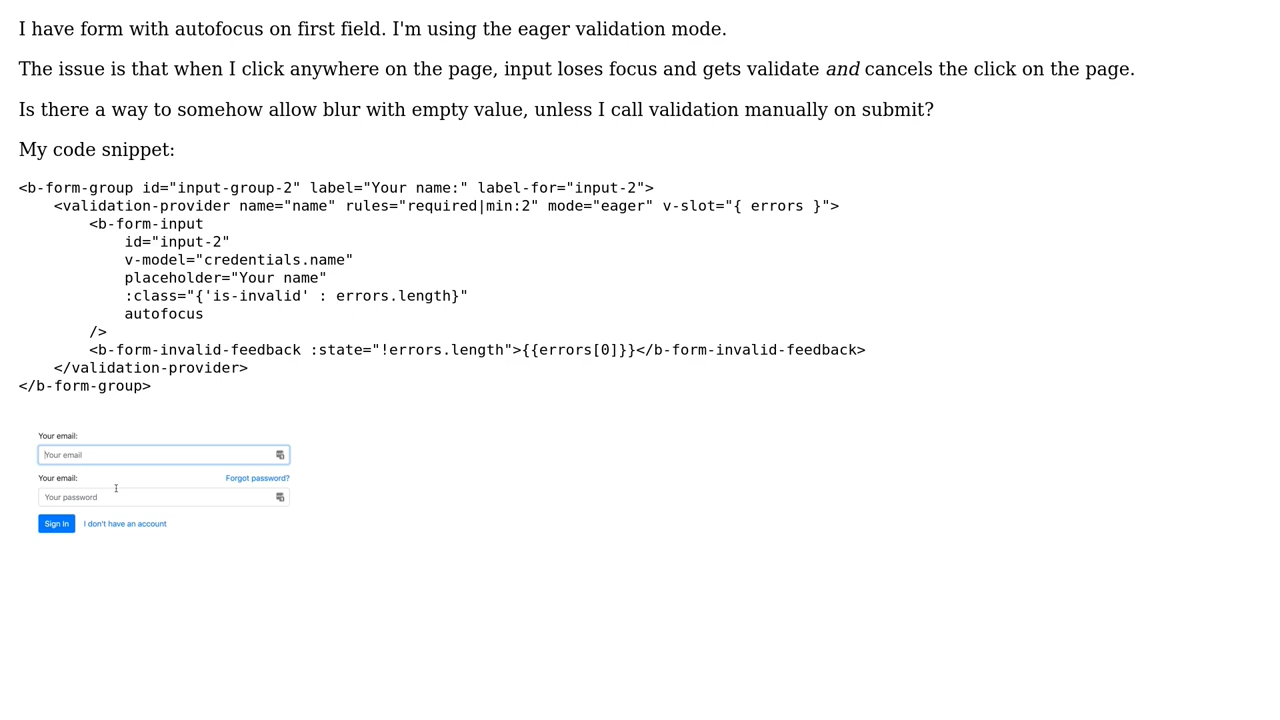 I have form with autofocus on first field. I'm using the eager validation mode.
The issue is that when I click anywhere on the page, input loses focus and gets validate and cancels the click on the page.
Is there a way to somehow allow blur with empty value, unless I call validation manually on submit?
My code snippet:
<b-form-group id="input-group-2" label="Your name:" label-for="input-2">
    <validation-provider name="name" rules="required|min:2" mode="eager" v-slot="{ errors }">
        <b-form-input
            id="input-2"
            v-model="credentials.name"
            placeholder="Your name"
            :class="{'is-invalid' : errors.length}"
            autofocus
        />
        <b-form-invalid-feedback :state="!errors.length">{{errors[0]}}</b-form-invalid-feedback>
    </validation-provider>
</b-form-group>
Your email:
Your email
Your email: Forgot password?
Your password
Sign In I don't have an account